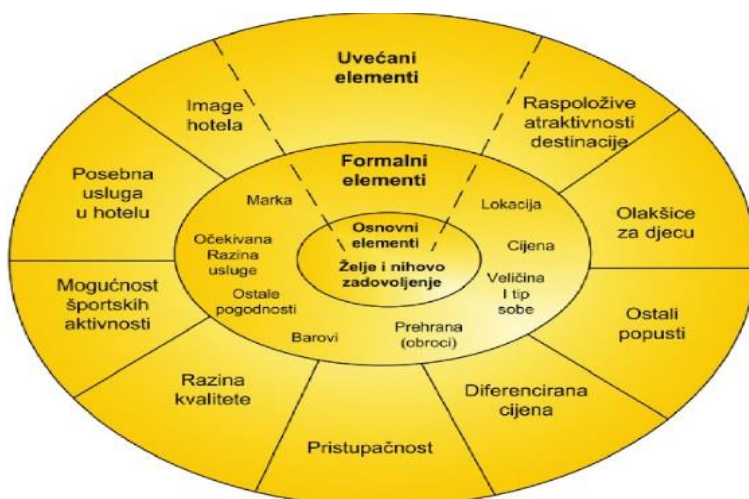 Uvećani
elementi
Image
hotela
Raspoložive
atraktivnosti
destinacije
Formalni
elementi
Posebna
usluga
u hotelu
Marka
Lokacija
Olakšice
za djecu
Osnovni
elementi
Želje i nihovo
zadovoljenje
Očekivana
Razina
usluge
Cijena
Ostale
pogodnosti
Veličina
I tip
sobe
Mogućnost
športskih
aktivnosti
Barovi
Prehrana
(obroci)
Ostali
popusti
Razina
kvalitete
Pristupačnost
Diferencirana
cijena